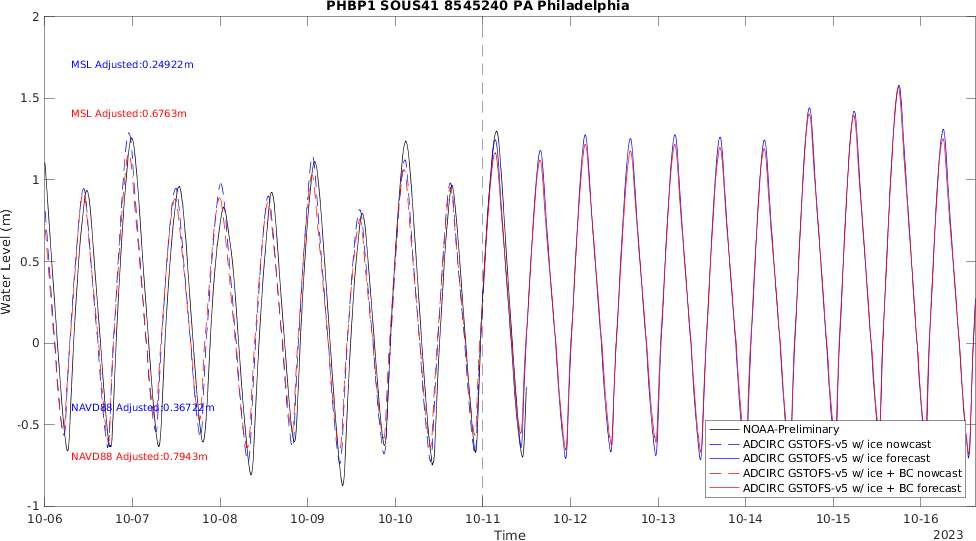 PHBP1 SOUS41 8545240 PA Philadelphia
2
1.5
1
0.5
0
-0.5
-1
Water Level (m)
MSL Adjusted:0.24922m
MSL Adjusted:0.6763m
NAVD88 Adjusted:0.36722m
NAVD88 Adjusted:0.7943m
NOAA-Preliminary
ADCIRC GSTOFS-v5 w/ ice nowcast
ADCIRC GSTOFS-v5 w/ ice forecast
ADCIRC GSTOFS-v5 w/ ice + BC nowcast
ADCIRC GSTOFS-v5 w/ ice + BC forecast
10-06 10-07 10-08 10-09 10-10 10-11 10-12 10-13 10-14 10-15 10-16
Time
2023